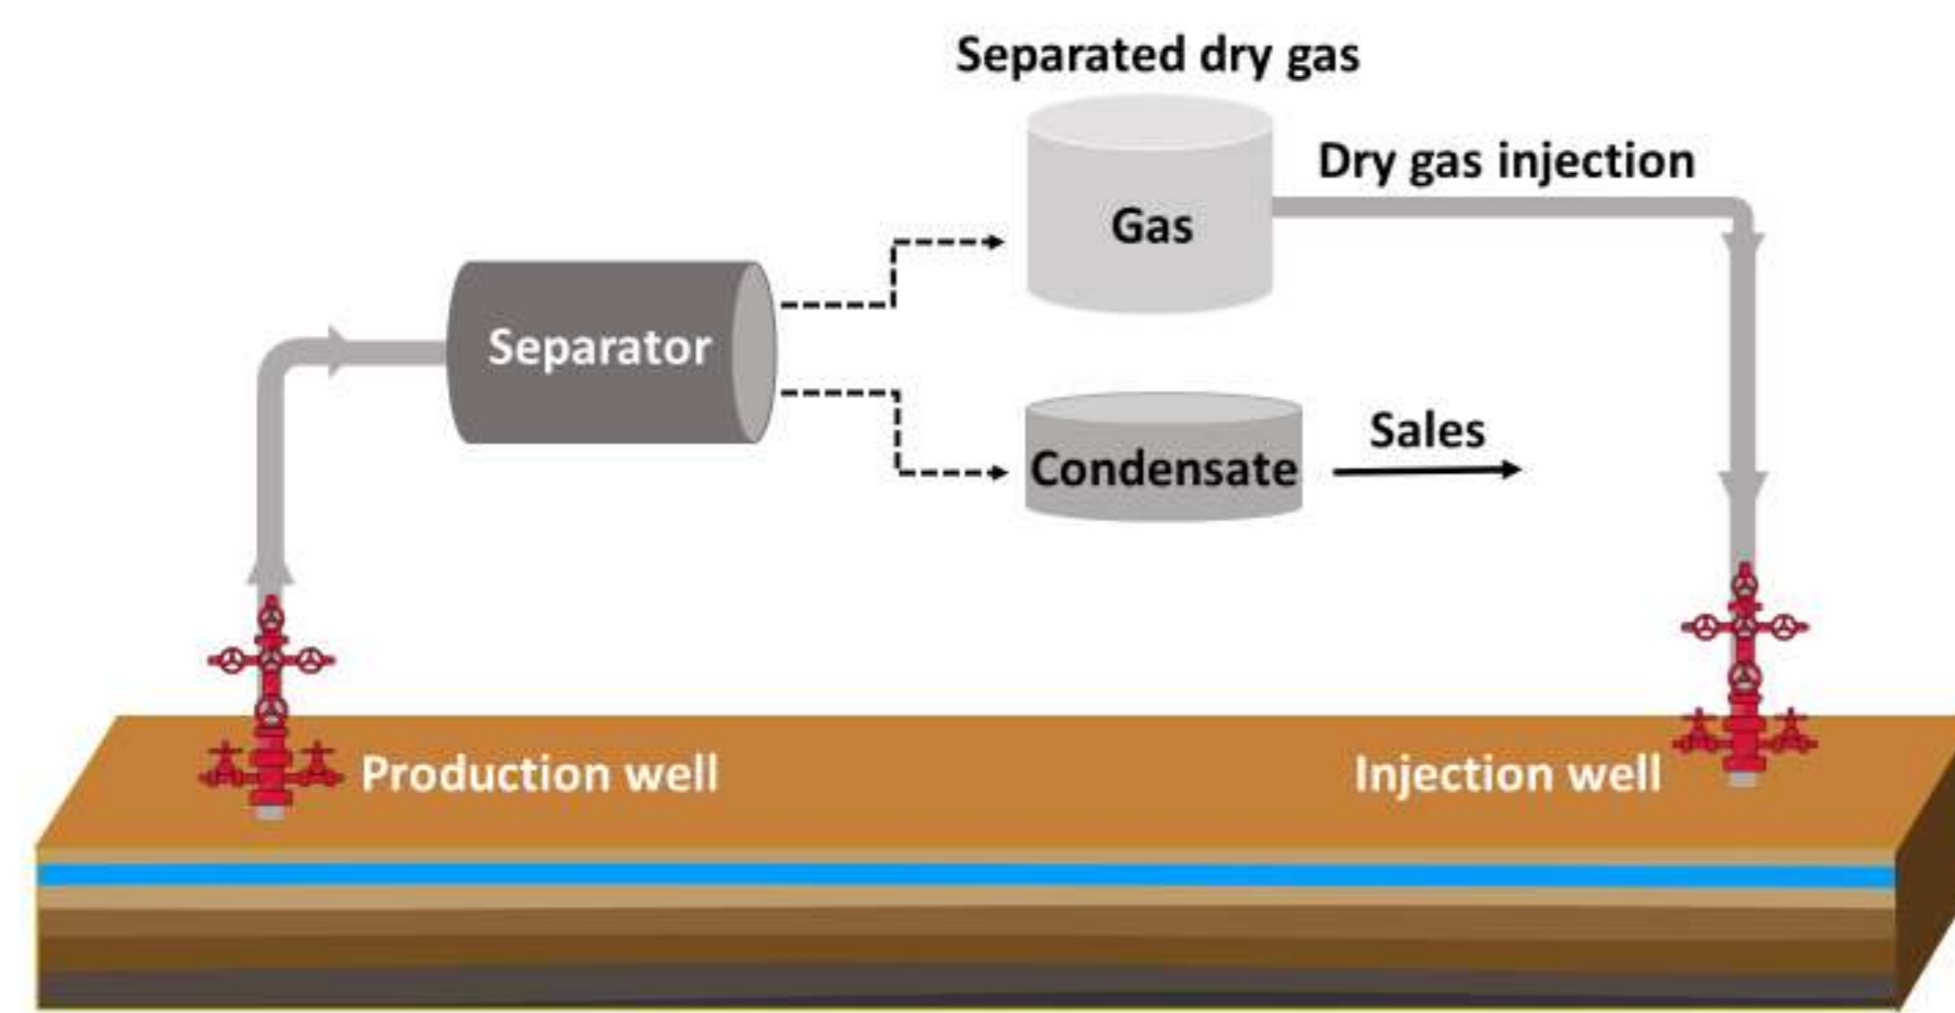 Separated dry gas
Gas
Dry gas injection
Separator
Condensate
Sales
Production well
Injection well